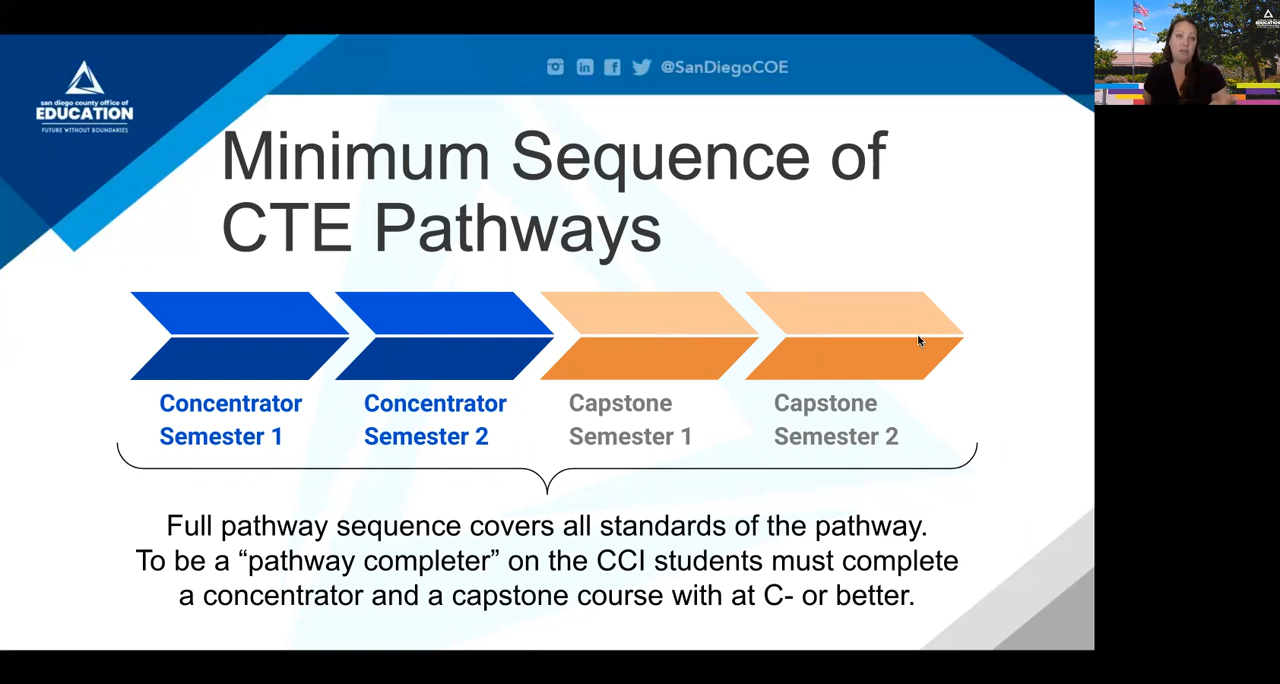 @SanDiegoCOE
san diego county office of
EDUCATION
FUTURE WITHOUT BOUNDARIES
Minimum Sequence of
CTE Pathways
Concentrator
Semester 1
Concentrator
Semester 2
Capstone
Semester 1
Capstone
Semester 2
Full pathway sequence covers all standards of the pathway.
To be a “pathway completer” on the CCI students must complete
a concentrator and a capstone course with at C- or better.
EDUCATION